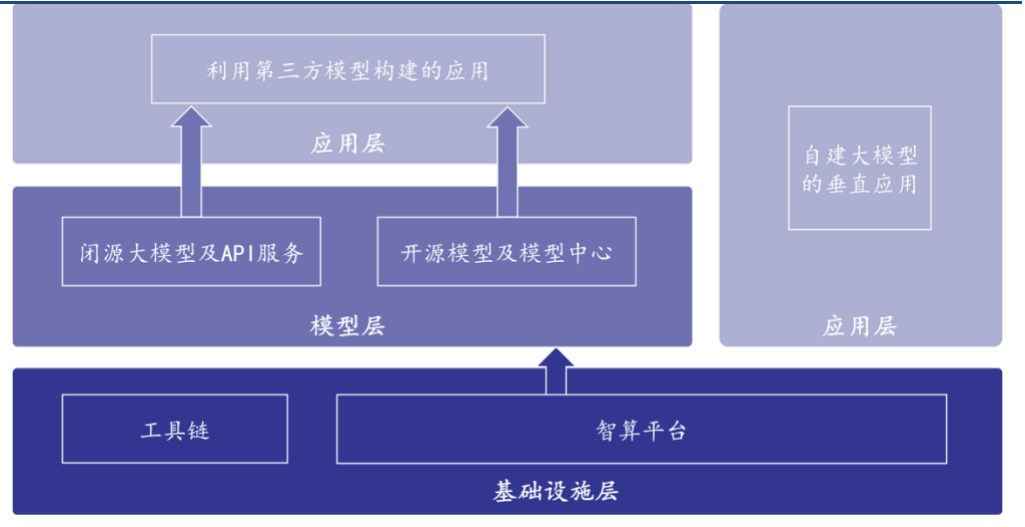 利用第三方模型构建的应用
应用层
闭源大模型及API服务
开源模型及模型中心
模型层
自建大模型
的垂直应用
应用层
工具链
智算平台
基础设施层